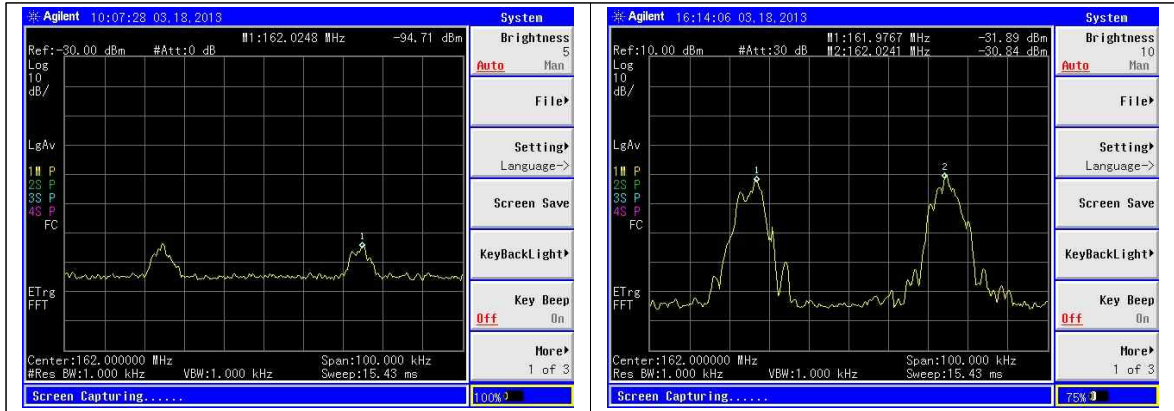 Agilent 10:07:28 03,18,2013 System
M1:162.0248 MHz -94.71 dBm
Ref:-30.00 dBm #Att:0 dB
Log
10
dB/
LgAv
1M P
2S P
3S P
4S P
FC
ETrg
FFT
1
Center:162.000000 MHz Span:100.000 kHz
#Res BW:1.000 kHz VBW:1.000 kHz Sweep:15.43 ms
Screen Capturing...... 100%
Brightness
5
Auto Man
File
Setting
Language->
Screen Save
KeyBackLight
Key Beep
Off On
More
1 of 3
Agilent 16:14:06 03,18,2013 System
M1:161.9767 MHz -31.89 dBm
Ref:10.00 dBm #Att:30 dB M2:162.0241 MHz -30.84 dBm
Log
10
dB/
LgAv
1M P
2S P
3S P
4S P
FC
ETrg
FFT
1 2
Center:162.000000 MHz Span:100.000 kHz
Res BW:1.000 kHz VBW:1.000 kHz Sweep:15.43 ms
Screen Capturing...... 75%
Brightness
10
Auto Man
File
Setting
Language->
Screen Save
KeyBackLight
Key Beep
Off On
More
1 of 3